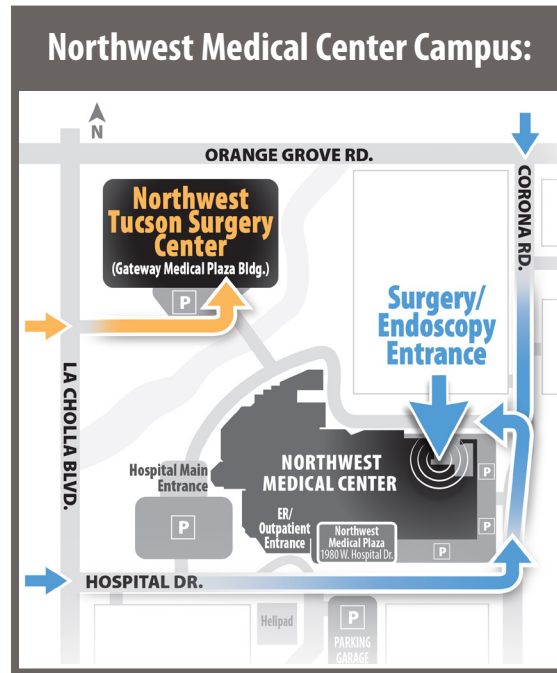 Northwest Medical Center Campus:
N
ORANGE GROVE RD.
CORONA RD.
Northwest
Tucson Surgery
Center
(Gateway Medical Plaza Bldg.)
P
Surgery/
Endoscopy
Entrance
LA CHOLLA BLVD.
Hospital Main
Entrance
P
NORTHWEST
MEDICAL CENTER
P
ER/
Outpatient
Entrance
Northwest
Medical Plaza
1980 W. Hospital Dr.
P
P
HOSPITAL DR.
Helipad
P
PARKING
GARAGE